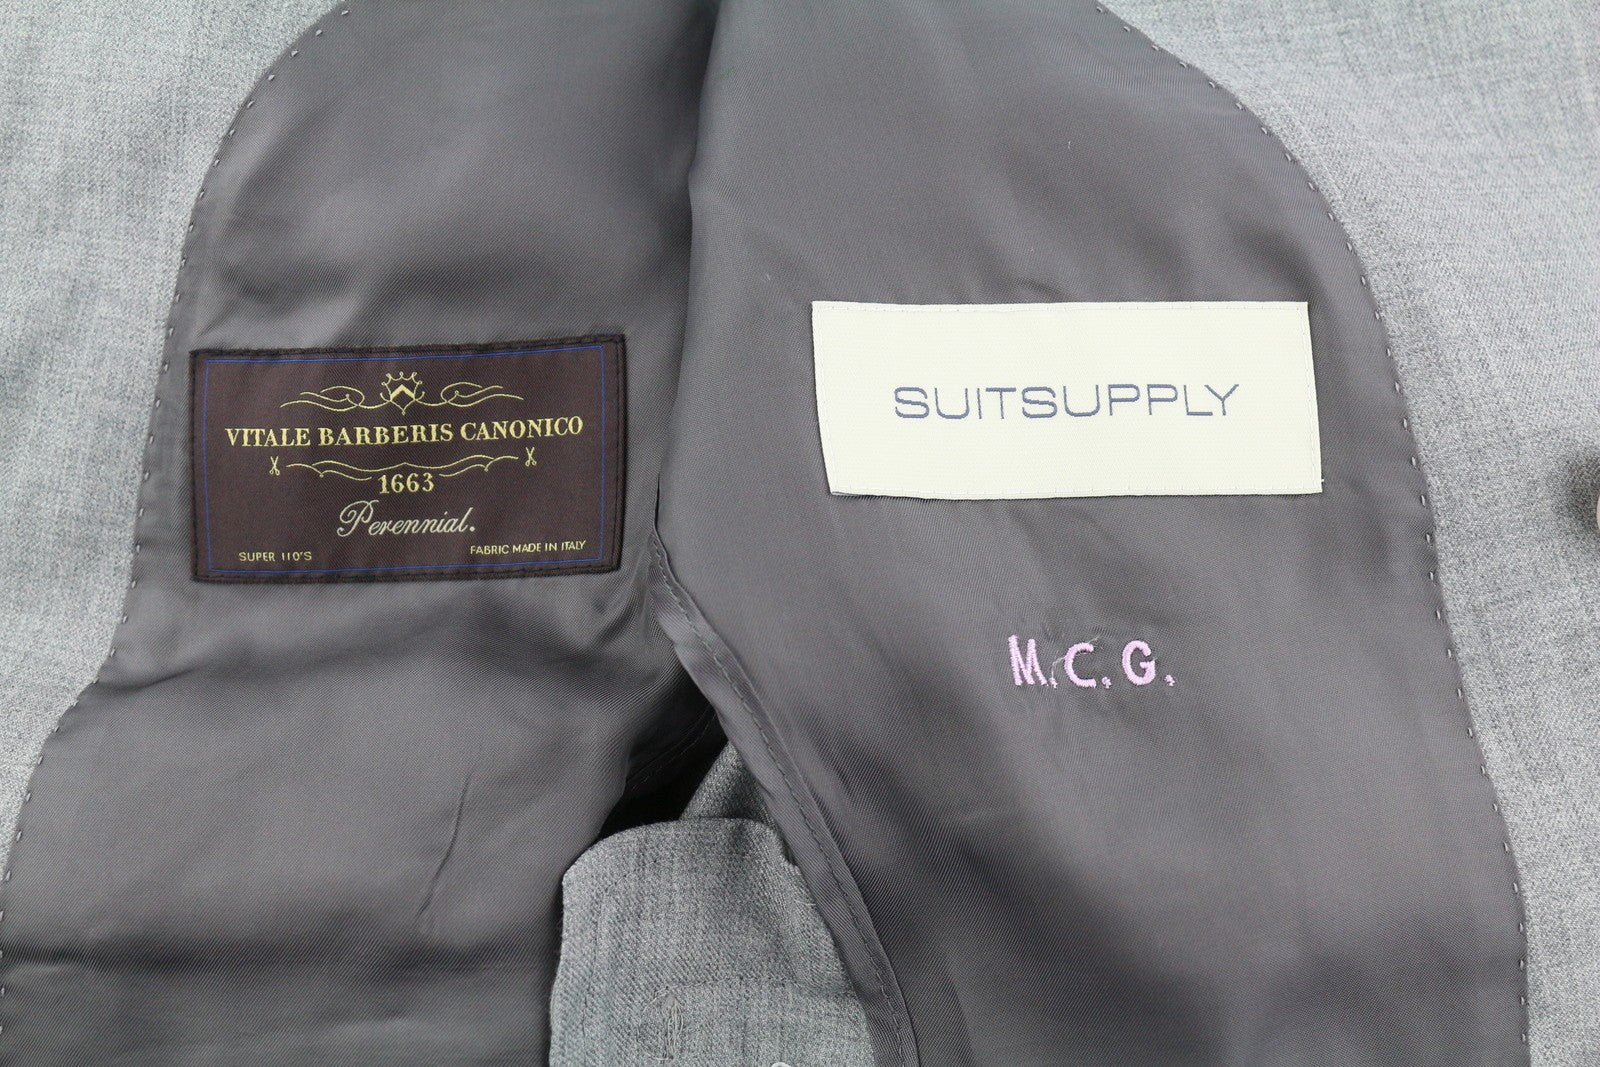 VITALE BARBERIS CANONICO
1663
Perennial.
SUPER 110'S
FABRIC MADE IN ITALY
SUITSUPPLY
M.C.G.